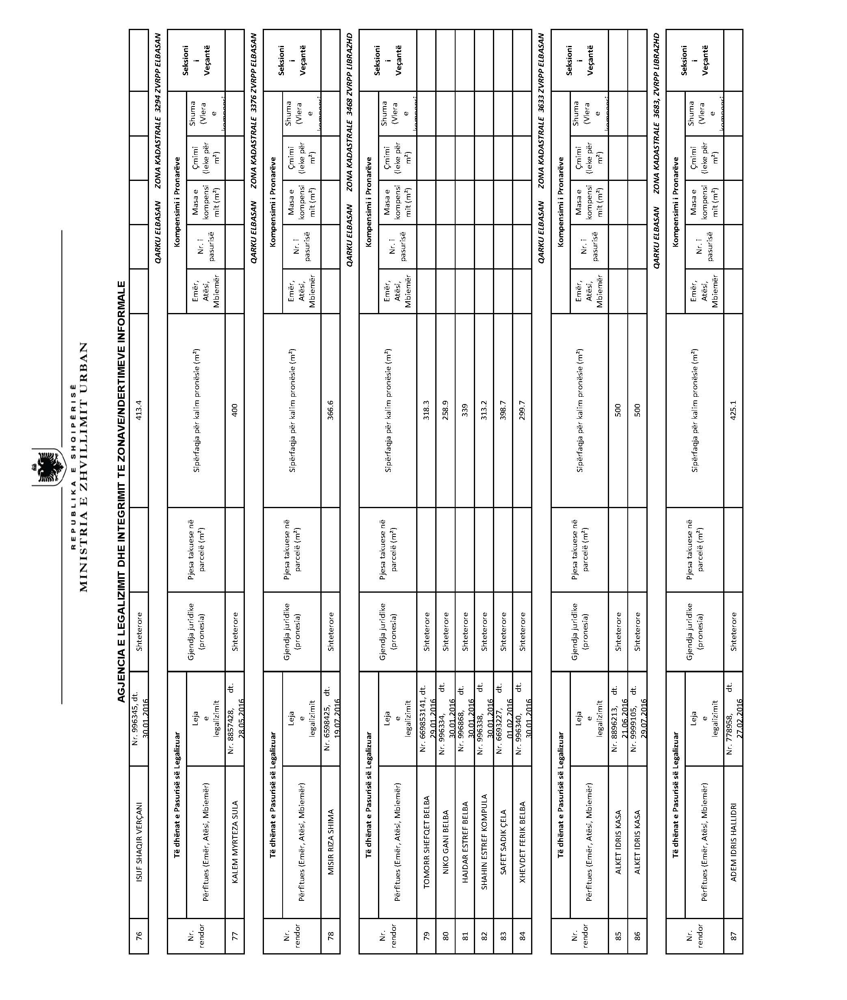 REPUBLIKA E SHQIPËRISË
MINISTRIA E ZHVILLIMIT URBAN
AGJENCIA E LEGALIZIMIT DHE INTEGRIMIT TE ZONAVE/NDERTIMEVE INFORMALE
76 ISUF SHAQIR VERÇANI Nr. 996345, dt. 30.01.2016 Shteterore 413.4
QARKU ELBASAN ZONA KADASTRALE 3294 ZVRPP ELBASAN
Nr. rendor Të dhënat e Pasurisë së Legalizuar Gjendja juridike (pronesia) Pjesa takuese në parcelë (m²) Sipërfaqja për kalim pronësie (m²) Kompensimi i Pronarëve Seksioni i Veçantë
Përfitues (Emër, Atësi, Mbiemër) Leja e legalizimit Emër, Atësi, Mbiemër Nr. i pasurisë Masa e kompensi mit (m²) Çmimi (leke për m²) Shuma (Vlera e kompensi
77 KALEM MYRTEZA SULA Nr. 8857428, dt. 28.05.2016 Shteterore 400
QARKU ELBASAN ZONA KADASTRALE 3376 ZVRPP ELBASAN
Nr. rendor Të dhënat e Pasurisë së Legalizuar Gjendja juridike (pronesia) Pjesa takuese në parcelë (m²) Sipërfaqja për kalim pronësie (m²) Kompensimi i Pronarëve Seksioni i Veçantë
Përfitues (Emër, Atësi, Mbiemër) Leja e legalizimit Emër, Atësi, Mbiemër Nr. i pasurisë Masa e kompensi mit (m²) Çmimi (leke për m²) Shuma (Vlera e kompensi
78 MISIR RIZA SHIMA Nr. 6598425, dt. 19.07.2016 Shteterore 366.6
QARKU ELBASAN ZONA KADASTRALE 3468 ZVRPP LIBRAZHD
Nr. rendor Të dhënat e Pasurisë së Legalizuar Gjendja juridike (pronesia) Pjesa takuese në parcelë (m²) Sipërfaqja për kalim pronësie (m²) Kompensimi i Pronarëve Seksioni i Veçantë
Përfitues (Emër, Atësi, Mbiemër) Leja e legalizimit Emër, Atësi, Mbiemër Nr. i pasurisë Masa e kompensi mit (m²) Çmimi (leke për m²) Shuma (Vlera e kompensi
79 TOMORR SHEFQET BELBA Nr. 669853141, dt. 29.01.2016 Shteterore 318.3
80 NIKO GANI BELBA Nr. 996334, dt. 30.01.2016 Shteterore 258.9
81 HAJDAR ESTREF BELBA Nr. 996868, dt. 30.01.2016 Shteterore 339
82 SHAHIN ESTREF KOMPULA Nr. 996338, dt. 30.01.2016 Shteterore 313.2
83 SAFET SADIK ÇELA Nr. 6693227, dt. 01.02.2016 Shteterore 398.7
84 XHEVDET FERIK BELBA Nr. 996340, dt. 30.01.2016 Shteterore 299.7
QARKU ELBASAN ZONA KADASTRALE 3633 ZVRPP ELBASAN
Nr. rendor Të dhënat e Pasurisë së Legalizuar Gjendja juridike (pronesia) Pjesa takuese në parcelë (m²) Sipërfaqja për kalim pronësie (m²) Kompensimi i Pronarëve Seksioni i Veçantë
Përfitues (Emër, Atësi, Mbiemër) Leja e legalizimit Emër, Atësi, Mbiemër Nr. i pasurisë Masa e kompensi mit (m²) Çmimi (leke për m²) Shuma (Vlera e kompensi
85 ALKET IDRIS KASA Nr. 8896213, dt. 21.06.2016 Shteterore 500
86 ALKET IDRIS KASA Nr. 9999105, dt. 29.07.2016 Shteterore 500
QARKU ELBASAN ZONA KADASTRALE 3683, ZVRPP LIBRAZHD
Nr. rendor Të dhënat e Pasurisë së Legalizuar Gjendja juridike (pronesia) Pjesa takuese në parcelë (m²) Sipërfaqja për kalim pronësie (m²) Kompensimi i Pronarëve Seksioni i Veçantë
Përfitues (Emër, Atësi, Mbiemër) Leja e legalizimit Emër, Atësi, Mbiemër Nr. i pasurisë Masa e kompensi mit (m²) Çmimi (leke për m²) Shuma (Vlera e kompensi
87 ADEM IDRIS HALLIDRI Nr. 778958, dt. 27.02.2016 Shteterore 425.1